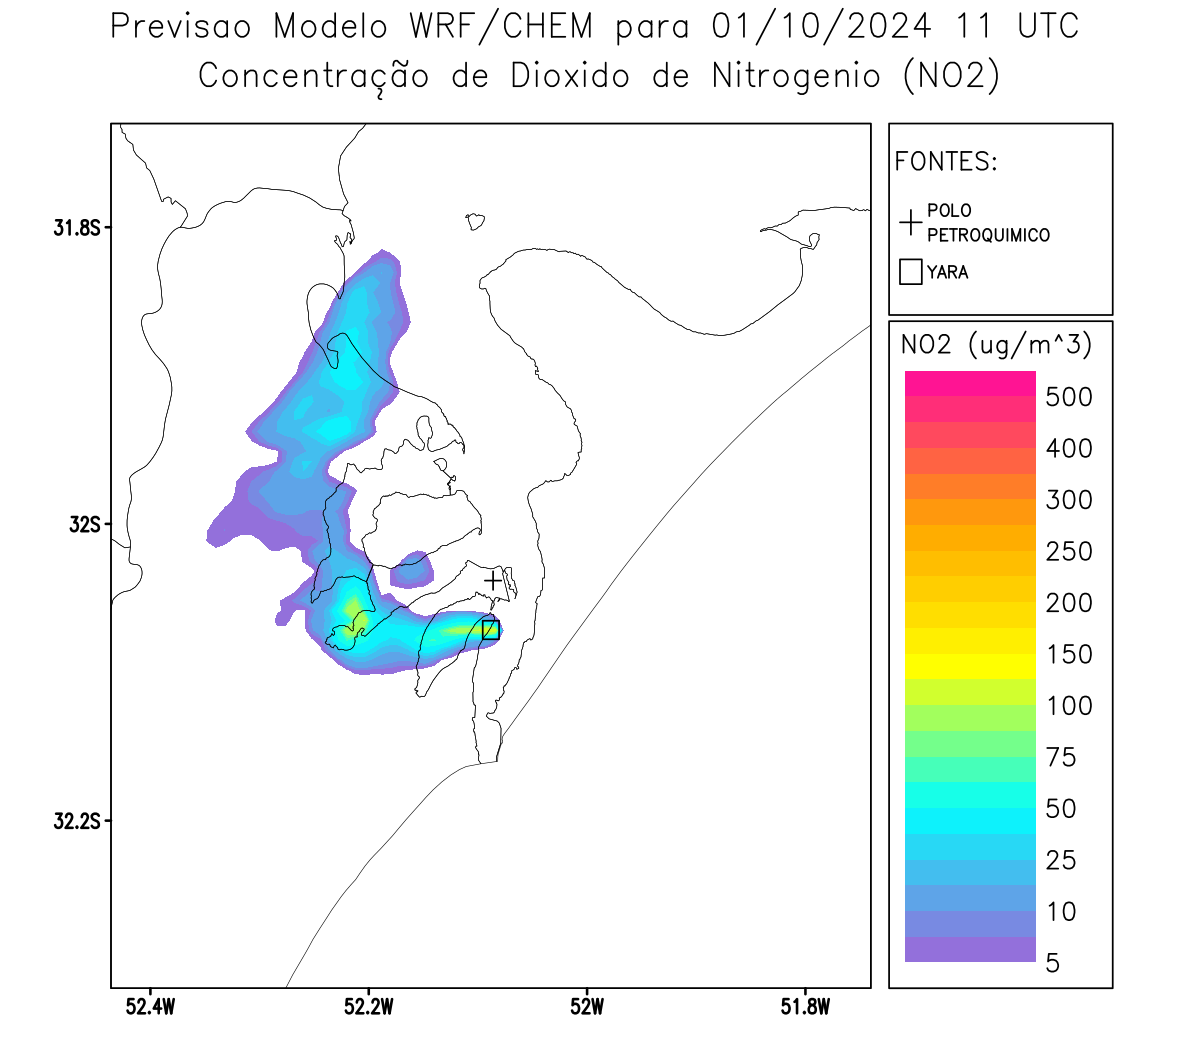 Previsao Modelo WRF/CHEM para 01/10/2024 11 UTC
Concentração de Dioxido de Nitrogenio (NO2)
FONTES:
POLO
PETROQUIMICO
YARA
NO2 (ug/m^3)
500
400
300
250
200
150
100
75
50
25
10
5
31.8S
32S
32.2S
52.4W
52.2W
52W
51.8W